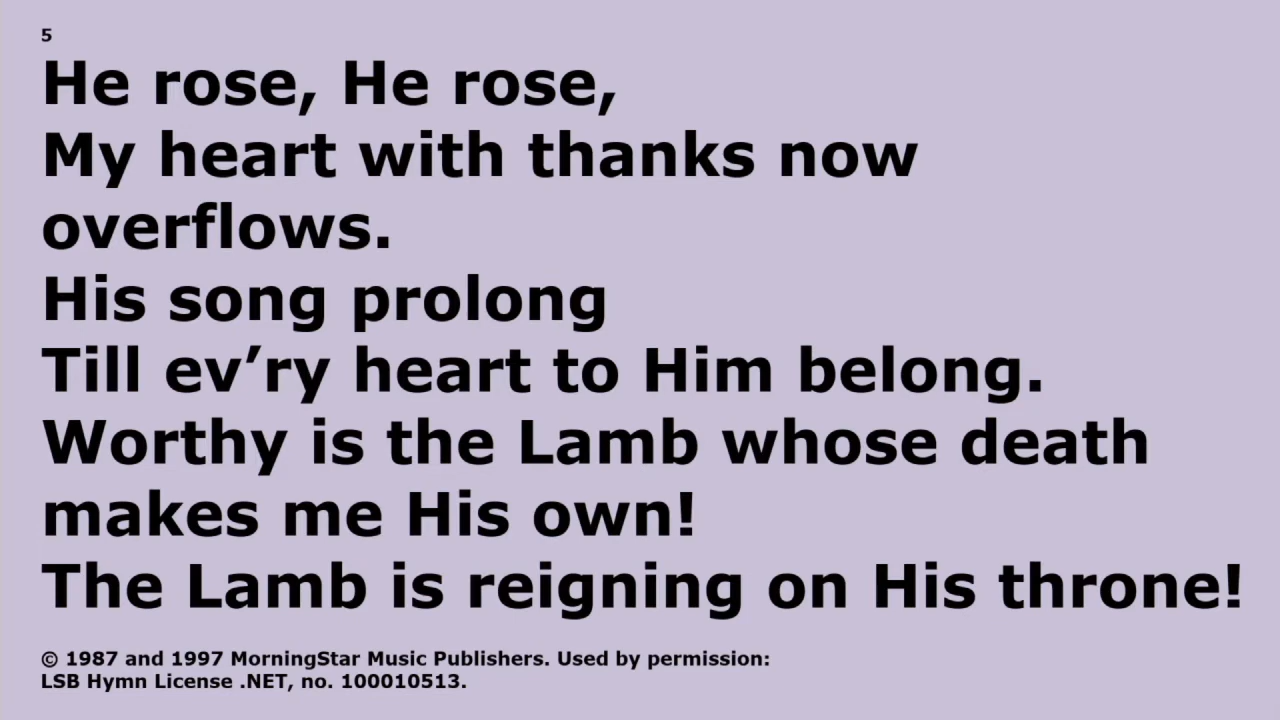 5
He rose, He rose,
My heart with thanks now
overflows.
His song prolong
Till ev’ry heart to Him belong.
Worthy is the Lamb whose death
makes me His own!
The Lamb is reigning on His throne!
© 1987 and 1997 MorningStar Music Publishers. Used by permission:
LSB Hymn License .NET, no. 100010513.